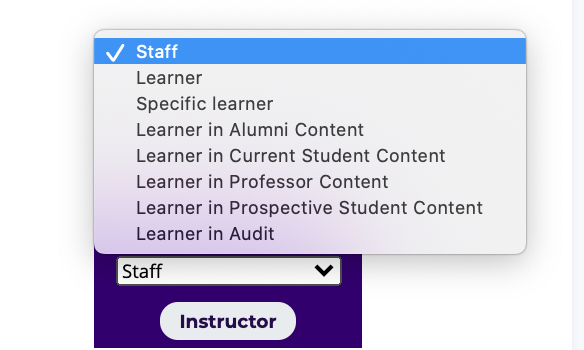 Staff
Learner
Specific learner
Learner in Alumni Content
Learner in Current Student Content
Learner in Professor Content
Learner in Prospective Student Content
Learner in Audit
Staff
Instructor